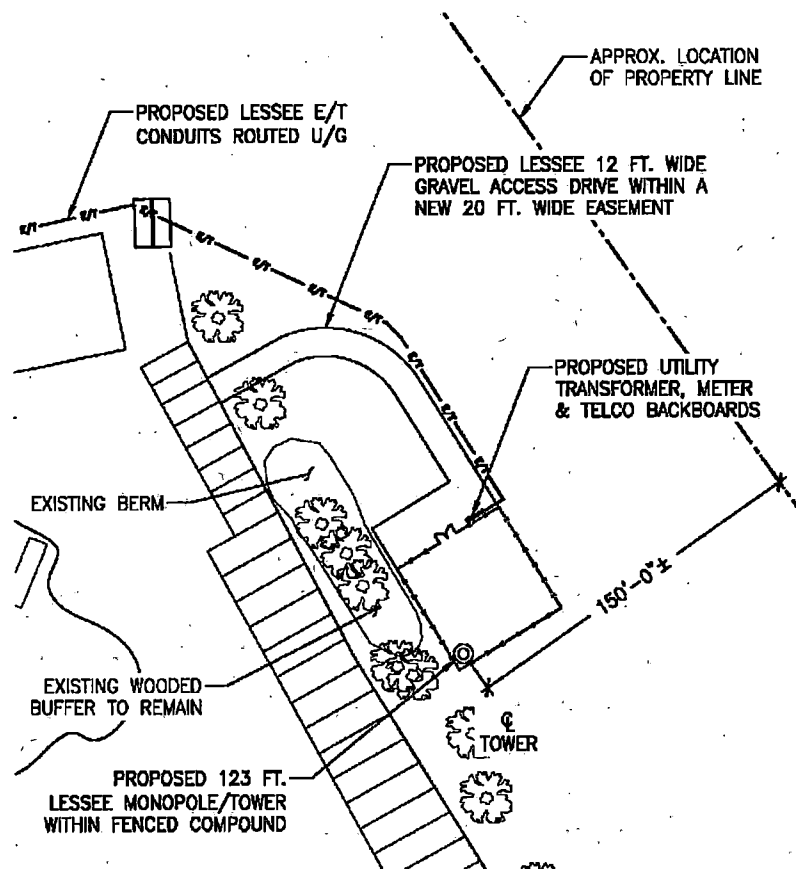 APPROX. LOCATION
OF PROPERTY LINE
PROPOSED LESSEE E/T
CONDUITS ROUTED U/G
PROPOSED LESSEE 12 FT. WIDE
GRAVEL ACCESS DRIVE WITHIN A
NEW 20 FT. WIDE EASEMENT
E/T
E/T
E/T
E/T
E/T
E/T
E/T
E/T
E/T
E/T
PROPOSED UTILITY
TRANSFORMER, METER
& TELCO BACKBOARDS
EXISTING BERM
150'-0"±
EXISTING WOODED
BUFFER TO REMAIN
℄
TOWER
PROPOSED 123 FT.
LESSEE MONOPOLE/TOWER
WITHIN FENCED COMPOUND